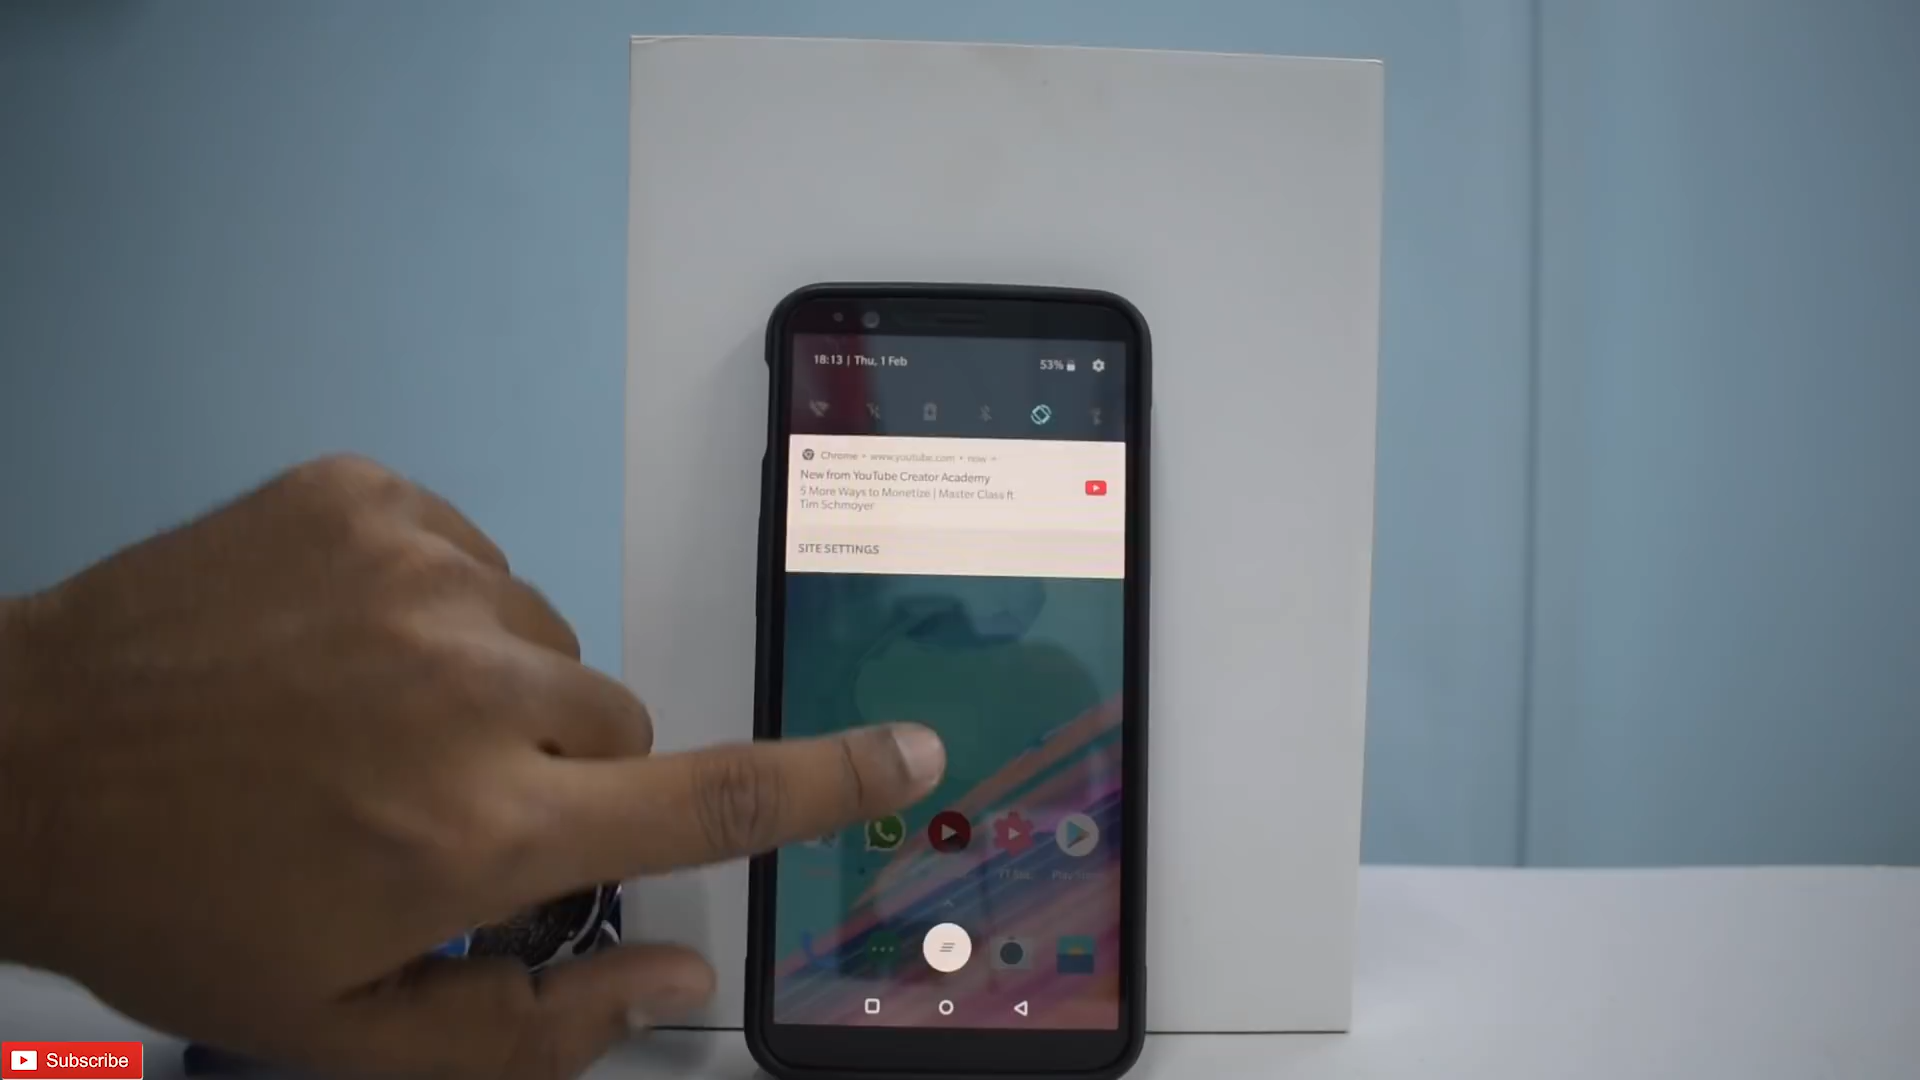 18:13 | Thu, 1 Feb
53%
Chrome • www.youtube.com • now
New from YouTube Creator Academy
5 More Ways to Monetize | Master Class ft
Tim Schmoyer
SITE SETTINGS
Subscribe